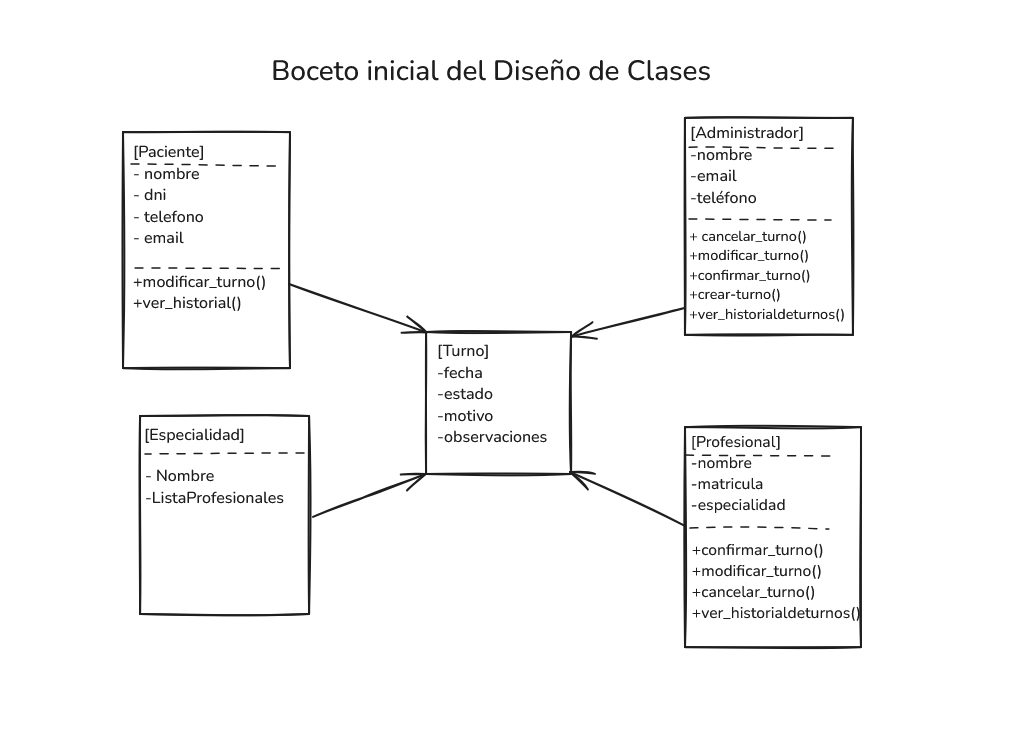 Boceto inicial del Diseño de Clases
[Paciente]
- nombre
- dni
- telefono
- email
+modificar_turno()
+ver_historial()
[Administrador]
-nombre
-email
-teléfono
+ cancelar_turno()
+modificar_turno()
+confirmar_turno()
+crear-turno()
+ver_historialdeturnos()
[Turno]
-fecha
-estado
-motivo
-observaciones
[Especialidad]
- Nombre
-ListaProfesionales
[Profesional]
-nombre
-matricula
-especialidad
+confirmar_turno()
+modificar_turno()
+cancelar_turno()
+ver_historialdeturnos()